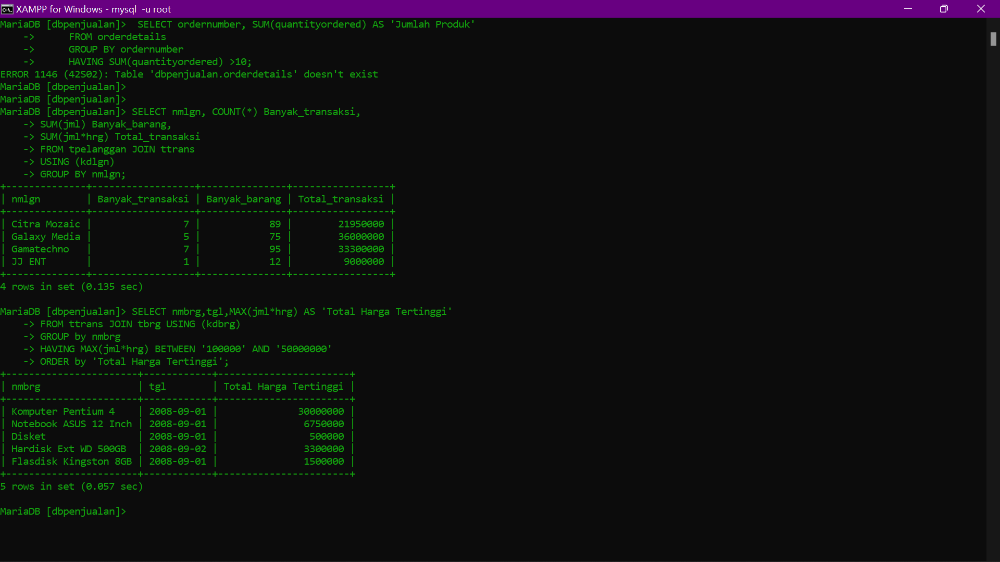 XAMPP for Windows - mysql  -u root
MariaDB [dbpenjualan]>  SELECT ordernumber, SUM(quantityordered) AS 'Jumlah Produk'
    ->      FROM orderdetails
    ->      GROUP BY ordernumber
    ->      HAVING SUM(quantityordered) >10;
ERROR 1146 (42S02): Table 'dbpenjualan.orderdetails' doesn't exist
MariaDB [dbpenjualan]>
MariaDB [dbpenjualan]>
MariaDB [dbpenjualan]> SELECT nmlgn, COUNT(*) Banyak_transaksi,
    -> SUM(jml) Banyak_barang,
    -> SUM(jml*hrg) Total_transaksi
    -> FROM tpelanggan JOIN ttrans
    -> USING (kdlgn)
    -> GROUP BY nmlgn;
+--------------+------------------+---------------+-----------------+
| nmlgn        | Banyak_transaksi | Banyak_barang | Total_transaksi |
+--------------+------------------+---------------+-----------------+
| Citra Mozaic |                7 |            89 |        21950000 |
| Galaxy Media |                5 |            75 |        36000000 |
| Gamatechno   |                7 |            95 |        33300000 |
| JJ ENT       |                1 |            12 |         9000000 |
+--------------+------------------+---------------+-----------------+
4 rows in set (0.135 sec)
MariaDB [dbpenjualan]> SELECT nmbrg,tgl,MAX(jml*hrg) AS 'Total Harga Tertinggi'
    -> FROM ttrans JOIN tbrg USING (kdbrg)
    -> GROUP by nmbrg
    -> HAVING MAX(jml*hrg) BETWEEN '100000' AND '50000000'
    -> ORDER by 'Total Harga Tertinggi';
+-----------------------+------------+-----------------------+
| nmbrg                 | tgl        | Total Harga Tertinggi |
+-----------------------+------------+-----------------------+
| Komputer Pentium 4    | 2008-09-01 |              30000000 |
| Notebook ASUS 12 Inch | 2008-09-01 |               6750000 |
| Disket                | 2008-09-01 |                500000 |
| Hardisk Ext WD 500GB  | 2008-09-02 |               3300000 |
| Flasdisk Kingston 8GB | 2008-09-01 |               1500000 |
+-----------------------+------------+-----------------------+
5 rows in set (0.057 sec)
MariaDB [dbpenjualan]>